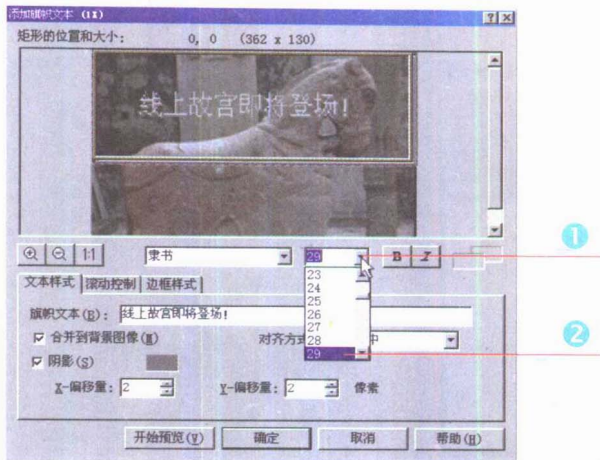 添加旗帜文本 (1X)
矩形的位置和大小: 0, 0 (362 x 130)
线上故宫即将登场!
1:1 隶书 29 B I
23
24
25
26
27
28
29
文本样式 滚动控制 边框样式
旗帜文本(E): 线上故宫即将登场!
合并到背景图像(M) 对齐方式 中
阴影(S)
X-偏移量: 2 Y-偏移量: 2 像素
开始预览(V) 确定 取消 帮助(H)
1
2